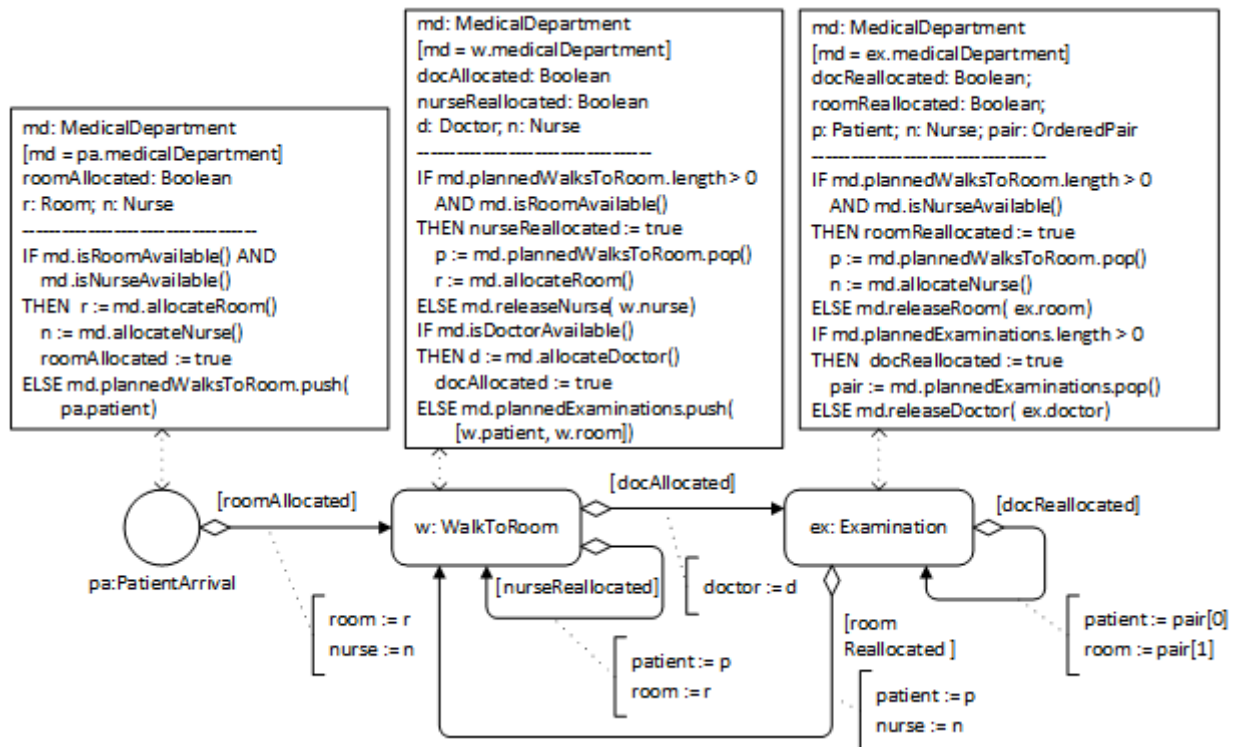 md: MedicalDepartment
[md = pa.medicalDepartment]
roomAllocated: Boolean
r: Room; n: Nurse
------------------------------------
IF md.isRoomAvailable() AND
md.isNurseAvailable()
THEN r := md.allocateRoom()
n := md.allocateNurse()
roomAllocated := true
ELSE md.plannedWalksToRoom.push(
pa.patient)
md: MedicalDepartment
[md = w.medicalDepartment]
docAllocated: Boolean
nurseReallocated: Boolean
d: Doctor; n: Nurse
------------------------------------
IF md.plannedWalksToRoom.length > 0
AND md.isRoomAvailable()
THEN nurseReallocated := true
p := md.plannedWalksToRoom.pop()
r := md.allocateRoom()
ELSE md.releaseNurse( w.nurse)
IF md.isDoctorAvailable()
THEN d := md.allocateDoctor()
docAllocated := true
ELSE md.plannedExaminations.push(
[w.patient, w.room])
md: MedicalDepartment
[md = ex.medicalDepartment]
docReallocated: Boolean;
roomReallocated: Boolean;
p: Patient; n: Nurse; pair: OrderedPair
------------------------------------
IF md.plannedWalksToRoom.length > 0
AND md.isNurseAvailable()
THEN roomReallocated := true
p := md.plannedWalksToRoom.pop()
n := md.allocateNurse()
ELSE md.releaseRoom( ex.room)
IF md.plannedExaminations.length > 0
THEN docReallocated := true
pair := md.plannedExaminations.pop()
ELSE md.releaseDoctor( ex.doctor)
[roomAllocated]
[docAllocated]
[docReallocated]
w: WalkToRoom
ex: Examination
pa:PatientArrival
[nurseReallocated]
doctor := d
room := r
nurse := n
[room
Reallocated ]
patient := pair[0]
room := pair[1]
patient := p
room := r
patient := p
nurse := n